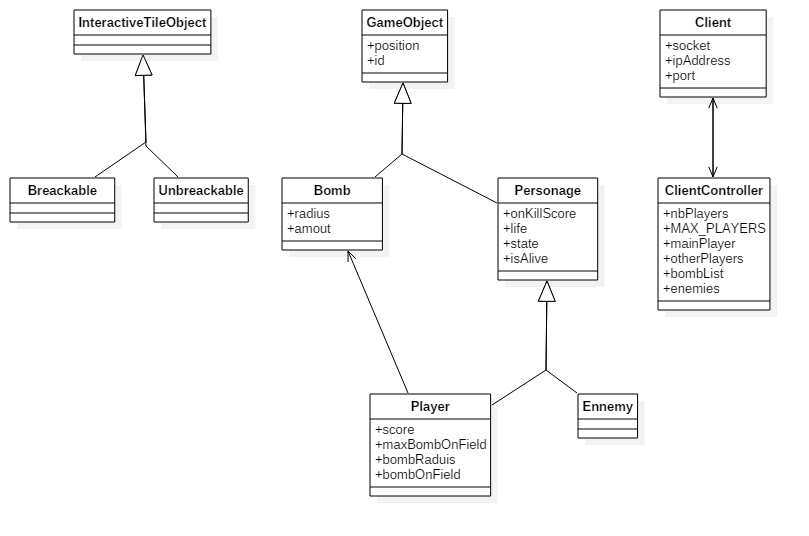 InteractiveTileObject
GameObject
+position
+id
Client
+socket
+ipAddress
+port
Breackable
Unbreackable
Bomb
+radius
+amout
Personage
+onKillScore
+life
+state
+isAlive
ClientController
+nbPlayers
+MAX_PLAYERS
+mainPlayer
+otherPlayers
+bombList
+enemies
Player
+score
+maxBombOnField
+bombRaduis
+bombOnField
Ennemy